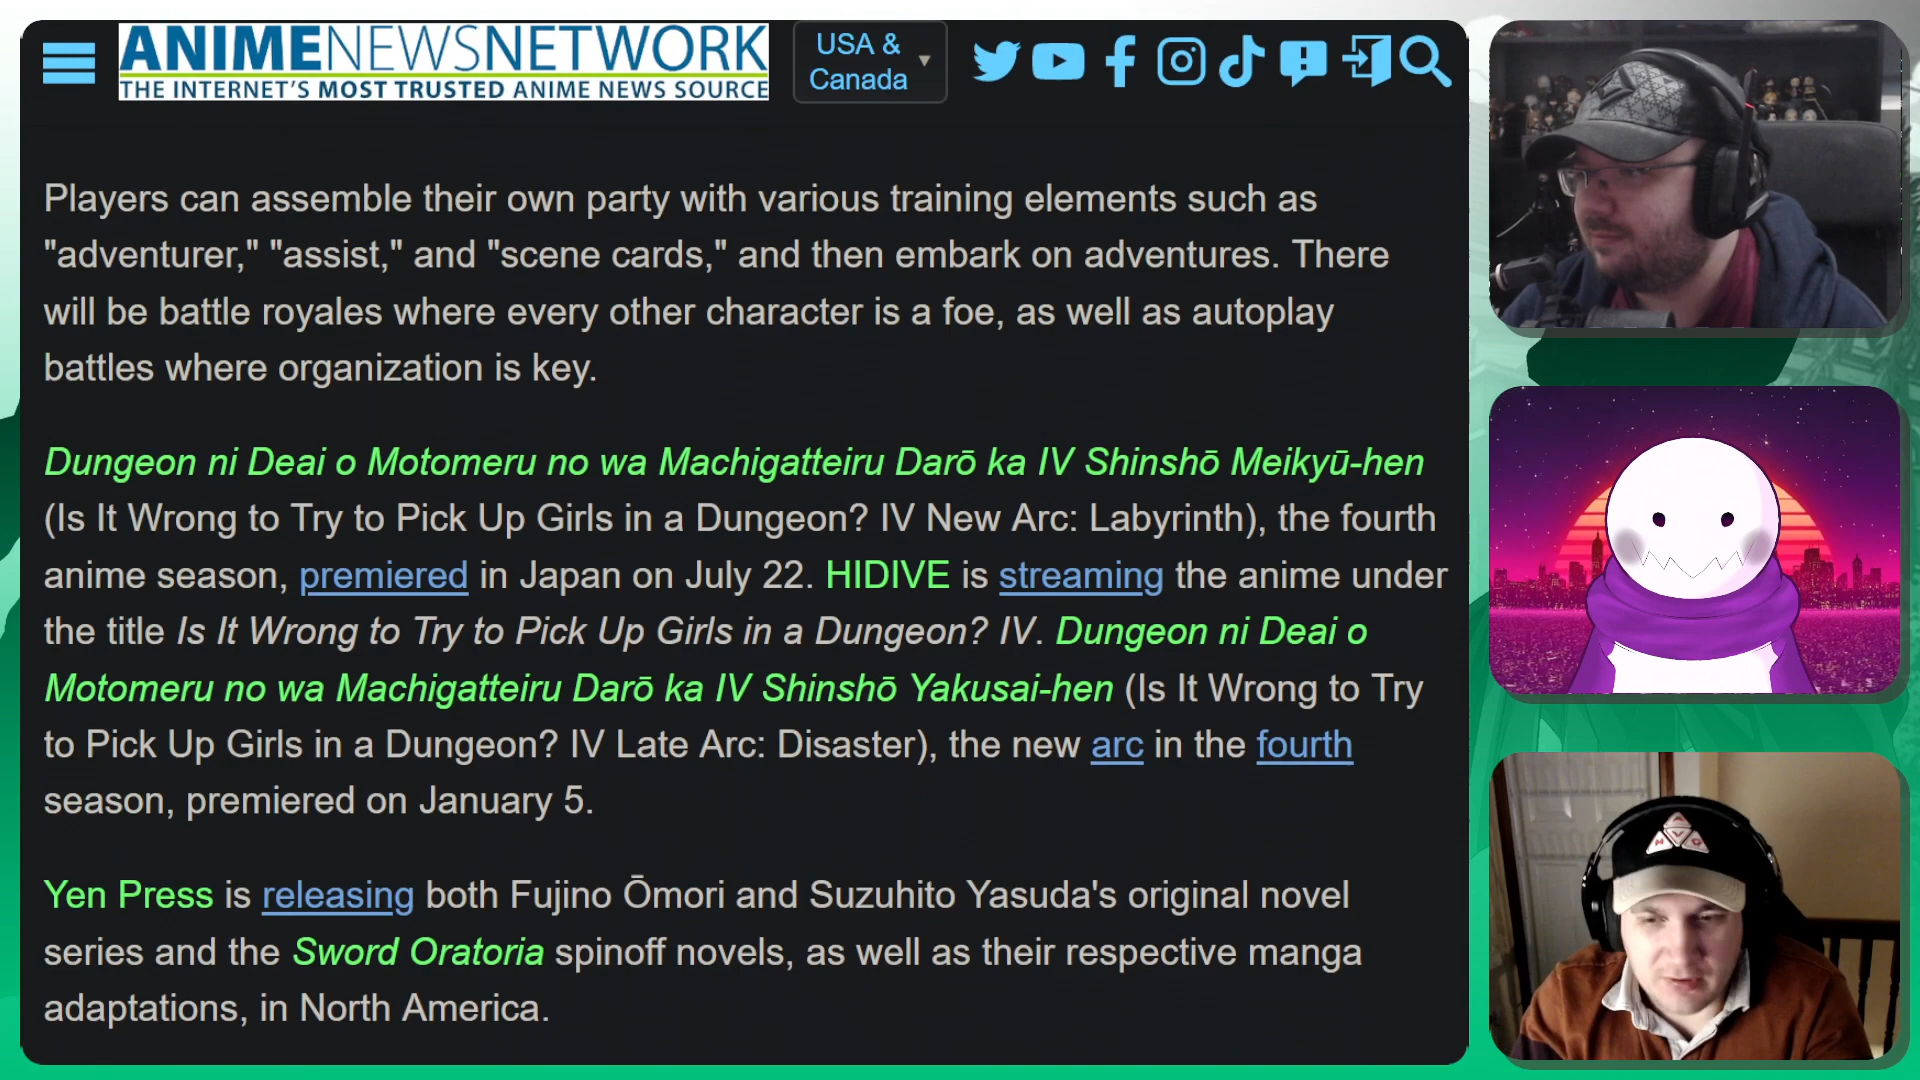 ANIMENEWSNETWORK
THE INTERNET'S MOST TRUSTED ANIME NEWS SOURCE
USA &
Canada
Players can assemble their own party with various training elements such as
"adventurer," "assist," and "scene cards," and then embark on adventures. There
will be battle royales where every other character is a foe, as well as autoplay
battles where organization is key.
Dungeon ni Deai o Motomeru no wa Machigatteiru Darō ka IV Shinshō Meikyū-hen
(Is It Wrong to Try to Pick Up Girls in a Dungeon? IV New Arc: Labyrinth), the fourth
anime season, premiered in Japan on July 22. HIDIVE is streaming the anime under
the title Is It Wrong to Try to Pick Up Girls in a Dungeon? IV. Dungeon ni Deai o
Motomeru no wa Machigatteiru Darō ka IV Shinshō Yakusai-hen (Is It Wrong to Try
to Pick Up Girls in a Dungeon? IV Late Arc: Disaster), the new arc in the fourth
season, premiered on January 5.
Yen Press is releasing both Fujino Ōmori and Suzuhito Yasuda's original novel
series and the Sword Oratoria spinoff novels, as well as their respective manga
adaptations, in North America.